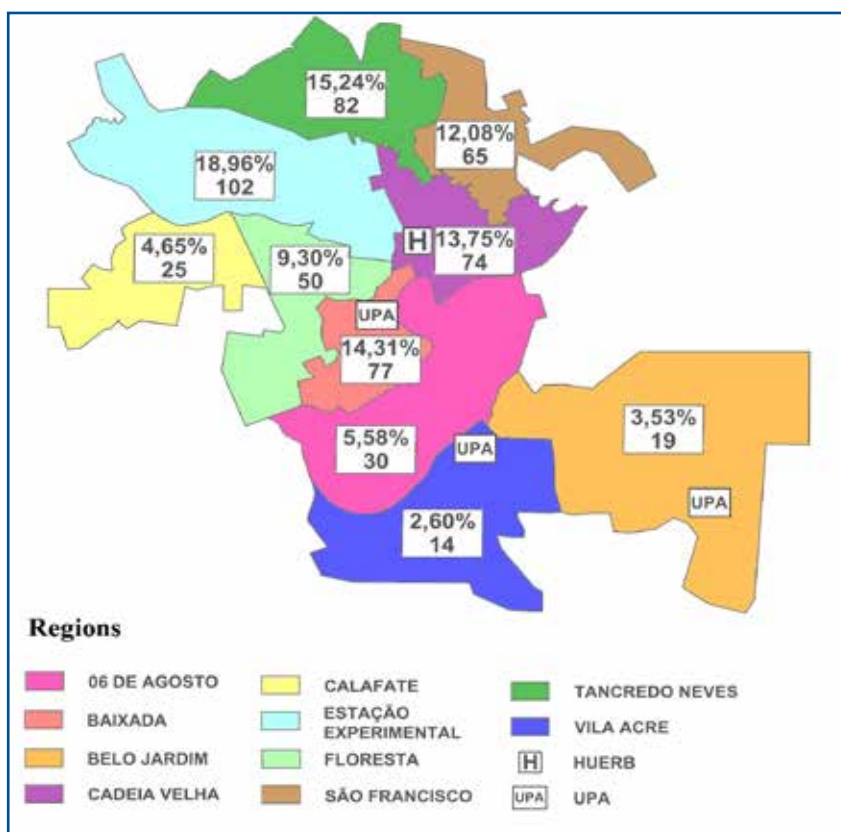 15,24%
82
12,08%
65
18,96%
102
H
13,75%
74
4,65%
25
9,30%
50
UPA
14,31%
77
3,53%
19
5,58%
30
UPA
UPA
2,60%
14
Regions
06 DE AGOSTO
BAIXADA
BELO JARDIM
CADEIA VELHA
CALAFATE
ESTAÇÃO
EXPERIMENTAL
FLORESTA
SÃO FRANCISCO
TANCREDO NEVES
VILA ACRE
H HUERB
UPA UPA